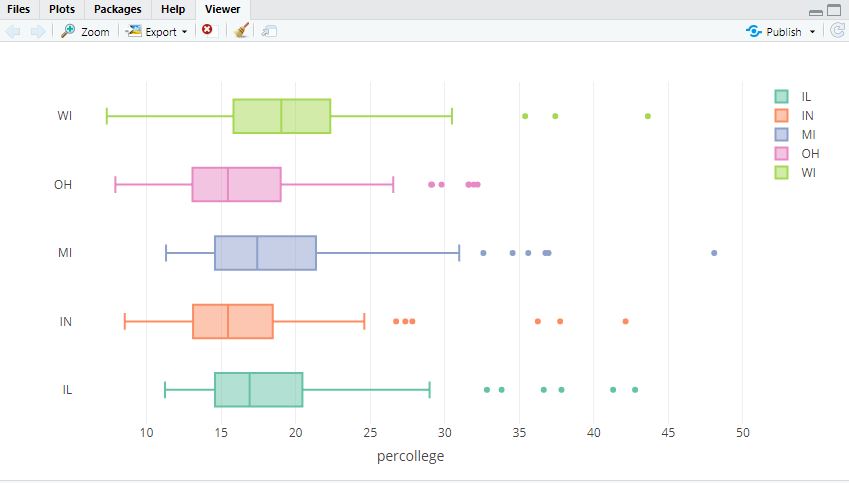 Files Plots Packages Help Viewer
Zoom Export Publish
WI
OH
MI
IN
IL
10 15 20 25 30 35 40 45 50
percollege
IL
IN
MI
OH
WI